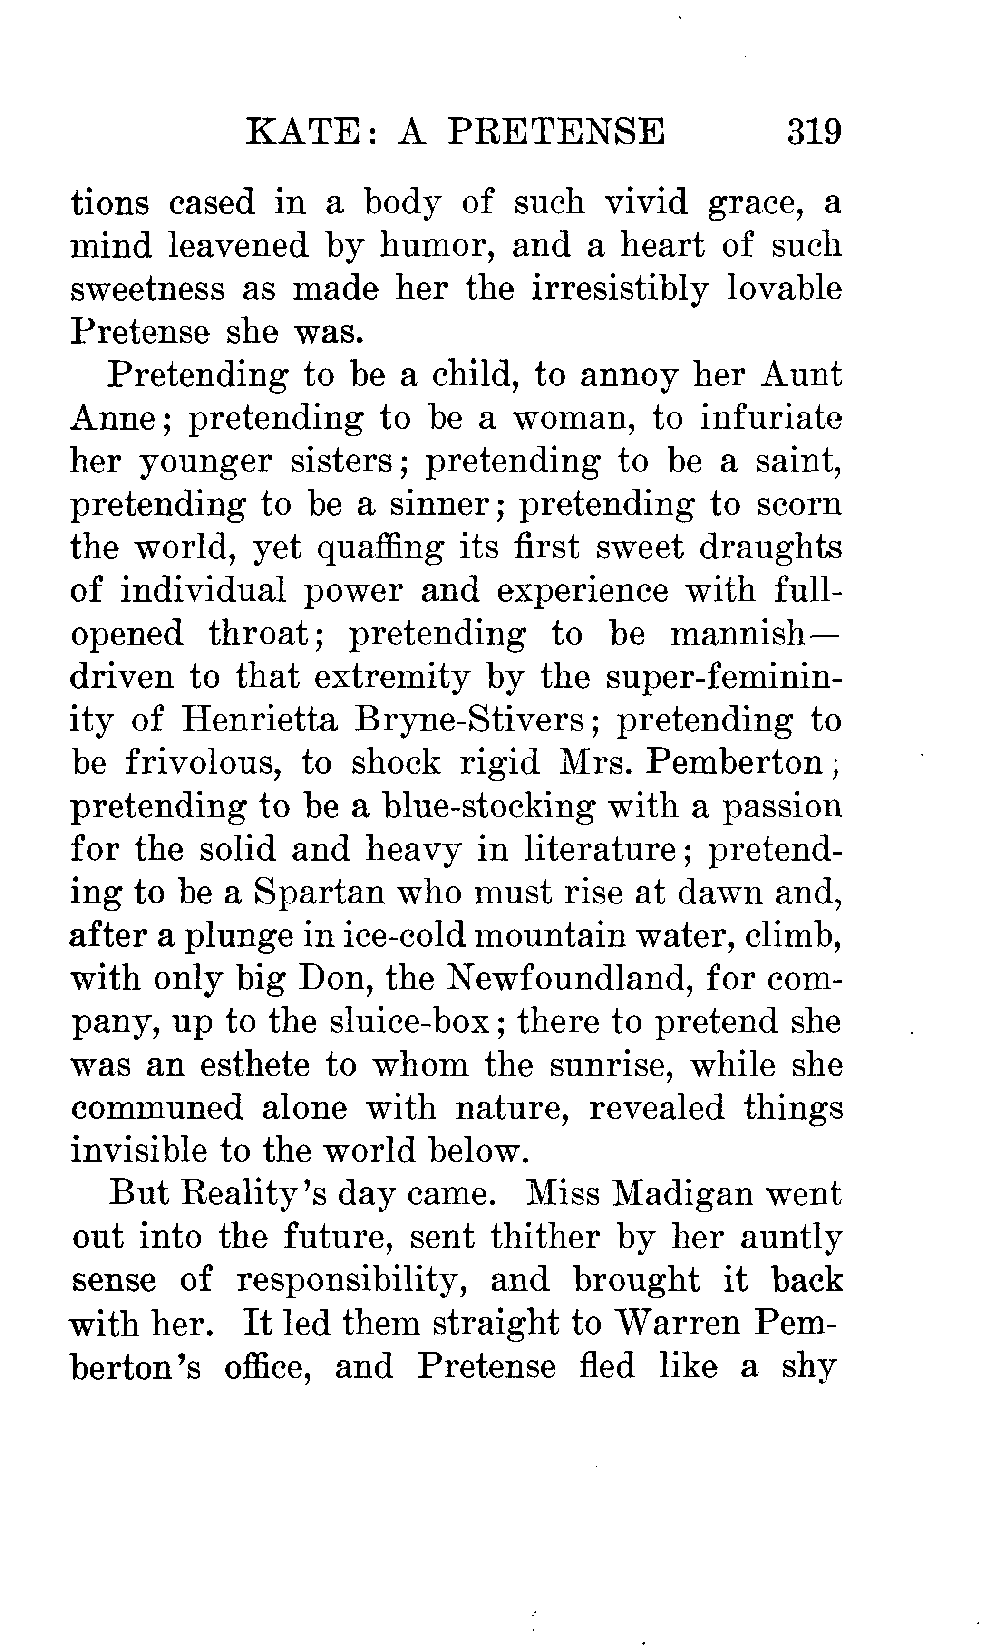 KATE: A PRETENSE 319
tions cased in a body of such vivid grace, a
mind leavened by humor, and a heart of such
sweetness as made her the irresistibly lovable
Pretense she was.
Pretending to be a child, to annoy her Aunt
Anne; pretending to be a woman, to infuriate
her younger sisters; pretending to be a saint,
pretending to be a sinner; pretending to scorn
the world, yet quaffing its first sweet draughts
of individual power and experience with full-
opened throat; pretending to be mannish—
driven to that extremity by the super-feminin-
ity of Henrietta Bryne-Stivers; pretending to
be frivolous, to shock rigid Mrs. Pemberton;
pretending to be a blue-stocking with a passion
for the solid and heavy in literature; pretend-
ing to be a Spartan who must rise at dawn and,
after a plunge in ice-cold mountain water, climb,
with only big Don, the Newfoundland, for com-
pany, up to the sluice-box; there to pretend she
was an esthete to whom the sunrise, while she
communed alone with nature, revealed things
invisible to the world below.
But Reality's day came. Miss Madigan went
out into the future, sent thither by her auntly
sense of responsibility, and brought it back
with her. It led them straight to Warren Pem-
berton's office, and Pretense fled like a shy